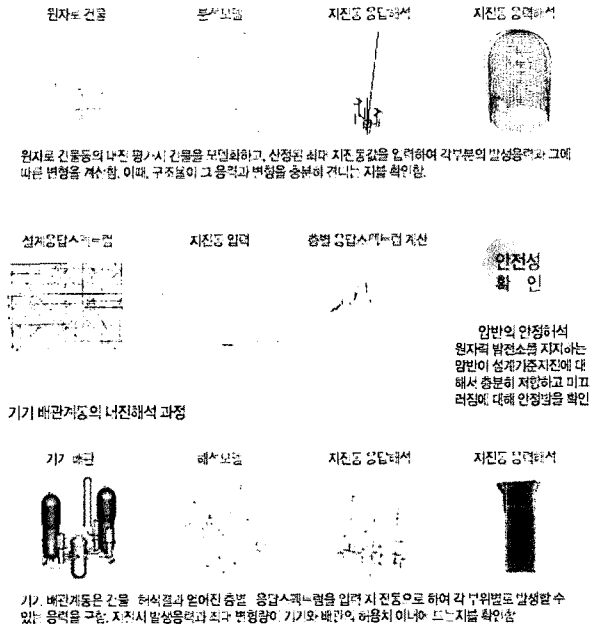 원자로 건물 분석모델 지진동 응답해석 지진동 응력해석
원자로 건물동의 내진 평가시 건물을 모델화하고, 산정된 최대 지진동값을 입력하여 각부분의 발생응력과 그에
따른 변형을 계산함. 이때, 구조물이 그 응력과 변형을 충분히 견디는 지를 확인함.
설계응답스펙트럼 지진동 입력 층별 응답스펙트럼 계산
안전성
확 인
암반의 안정해석
원자력 발전소를 지지하는
암반이 설계기준지진에 대
해서 충분히 저항하고 미끄
러짐에 대해 안정함을 확인
기기 배관계통의 내진해석 과정
기기 배관 해석모델 지진동 응답해석 지진동 응력해석
기기, 배관계통은 건물 해석결과 얻어진 층별 응답스펙트럼을 입력 지진동으로 하여 각 부위별로 발생할 수
있는 응력을 구함. 지진시 발생응력과 최대 변형량이 기기와 배관의 허용치 이내에 드는지를 확인함